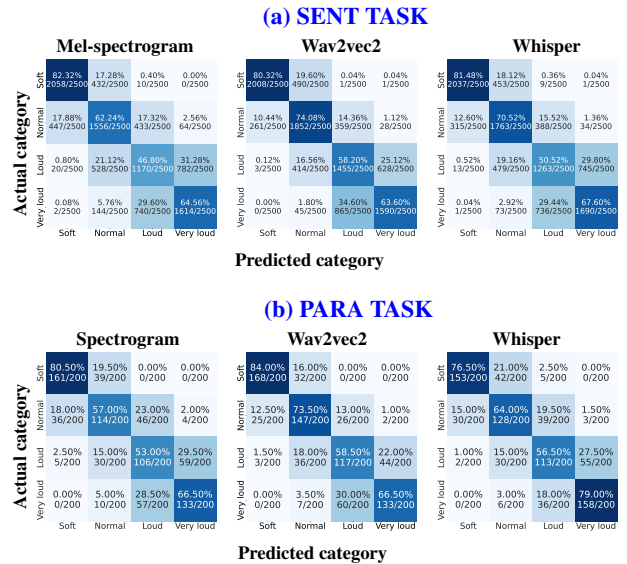 (a) SENT TASK
Mel-spectrogram Wav2vec2 Whisper
Actual category
Soft 82.32% 17.28% 0.40% 0.00% Soft 80.32% 19.60% 0.04% 0.04% Soft 81.48% 18.12% 0.36% 0.04%
2058/2500 432/2500 10/2500 0/2500 2008/2500 490/2500 1/2500 1/2500 2037/2500 453/2500 9/2500 1/2500
Normal 17.88% 62.24% 17.32% 2.56% Normal 10.44% 74.08% 14.36% 1.12% Normal 12.60% 70.52% 15.52% 1.36%
447/2500 1556/2500 433/2500 64/2500 261/2500 1852/2500 359/2500 28/2500 315/2500 1763/2500 388/2500 34/2500
Loud 0.80% 21.12% 46.80% 31.28% Loud 0.12% 16.56% 58.20% 25.12% Loud 0.52% 19.16% 50.52% 29.80%
20/2500 528/2500 1170/2500 782/2500 3/2500 414/2500 1455/2500 628/2500 13/2500 479/2500 1263/2500 745/2500
Very loud 0.08% 5.76% 29.60% 64.56% Very loud 0.00% 1.80% 34.60% 63.60% Very loud 0.04% 2.92% 29.44% 67.60%
2/2500 144/2500 740/2500 1614/2500 0/2500 45/2500 865/2500 1590/2500 1/2500 73/2500 736/2500 1690/2500
Soft Normal Loud Very loud Soft Normal Loud Very loud Soft Normal Loud Very loud
Predicted category
(b) PARA TASK
Spectrogram Wav2vec2 Whisper
Actual category
Soft 80.50% 19.50% 0.00% 0.00% Soft 84.00% 16.00% 0.00% 0.00% Soft 76.50% 21.00% 2.50% 0.00%
161/200 39/200 0/200 0/200 168/200 32/200 0/200 0/200 153/200 42/200 5/200 0/200
Normal 18.00% 57.00% 23.00% 2.00% Normal 12.50% 73.50% 13.00% 1.00% Normal 15.00% 64.00% 19.50% 1.50%
36/200 114/200 46/200 4/200 25/200 147/200 26/200 2/200 30/200 128/200 39/200 3/200
Loud 2.50% 15.00% 53.00% 29.50% Loud 1.50% 18.00% 58.50% 22.00% Loud 1.00% 15.00% 56.50% 27.50%
5/200 30/200 106/200 59/200 3/200 36/200 117/200 44/200 2/200 30/200 113/200 55/200
Very loud 0.00% 5.00% 28.50% 66.50% Very loud 0.00% 3.50% 30.00% 66.50% Very loud 0.00% 3.00% 18.00% 79.00%
0/200 10/200 57/200 133/200 0/200 7/200 60/200 133/200 0/200 6/200 36/200 158/200
Soft Normal Loud Very loud Soft Normal Loud Very loud Soft Normal Loud Very loud
Predicted category